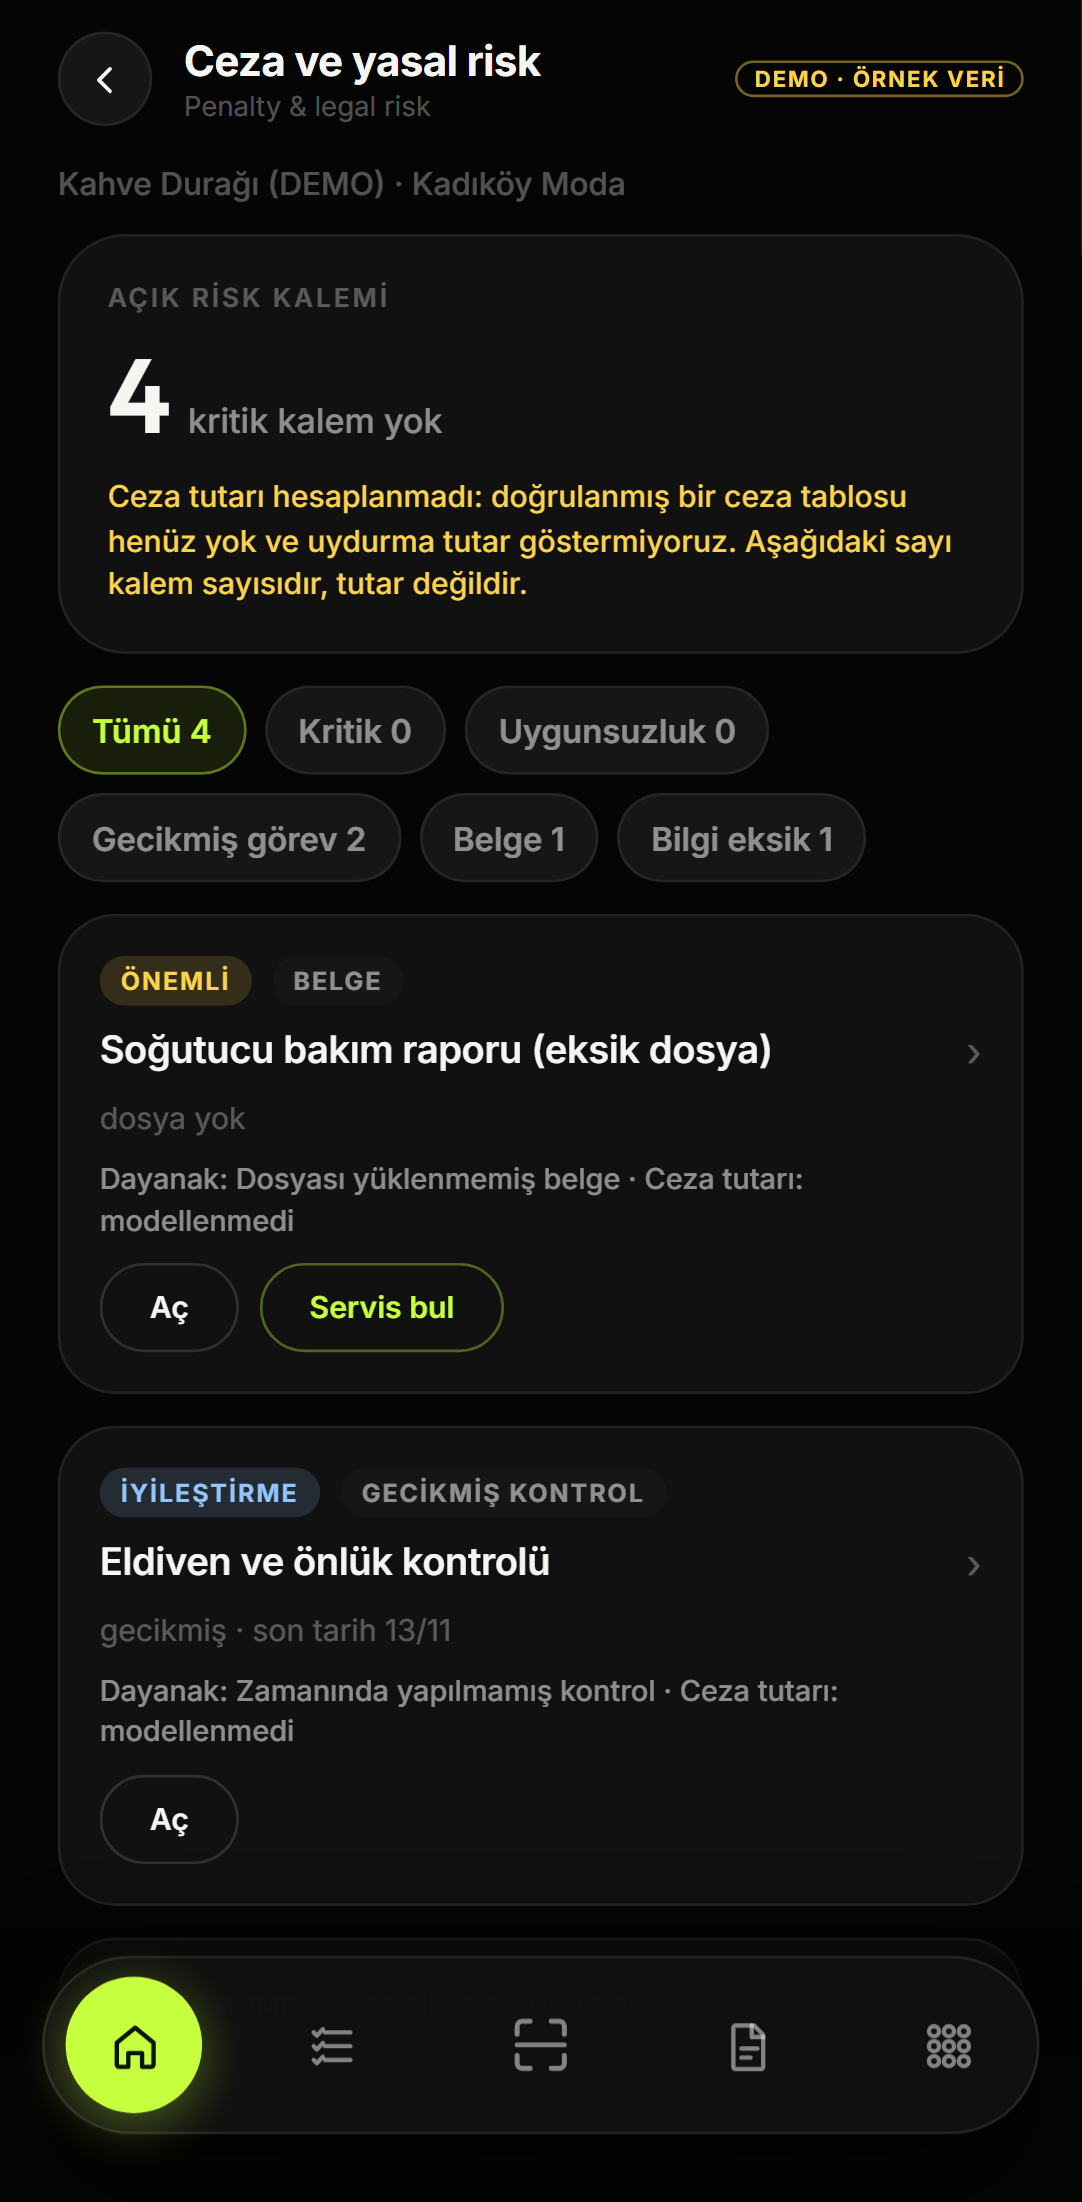 Ceza ve yasal risk
Penalty & legal risk
DEMO · ÖRNEK VERİ
Kahve Durağı (DEMO) · Kadıköy Moda
AÇIK RİSK KALEMİ
4 kritik kalem yok
Ceza tutarı hesaplanmadı: doğrulanmış bir ceza tablosu
henüz yok ve uydurma tutar göstermiyoruz. Aşağıdaki sayı
kalem sayısıdır, tutar değildir.
Tümü 4
Kritik 0
Uygunsuzluk 0
Gecikmiş görev 2
Belge 1
Bilgi eksik 1
ÖNEMLİ
BELGE
Soğutucu bakım raporu (eksik dosya)
dosya yok
Dayanak: Dosyası yüklenmemiş belge · Ceza tutarı:
modellenmedi
Aç
Servis bul
İYİLEŞTİRME
GECİKMİŞ KONTROL
Eldiven ve önlük kontrolü
gecikmiş · son tarih 13/11
Dayanak: Zamanında yapılmamış kontrol · Ceza tutarı:
modellenmedi
Aç